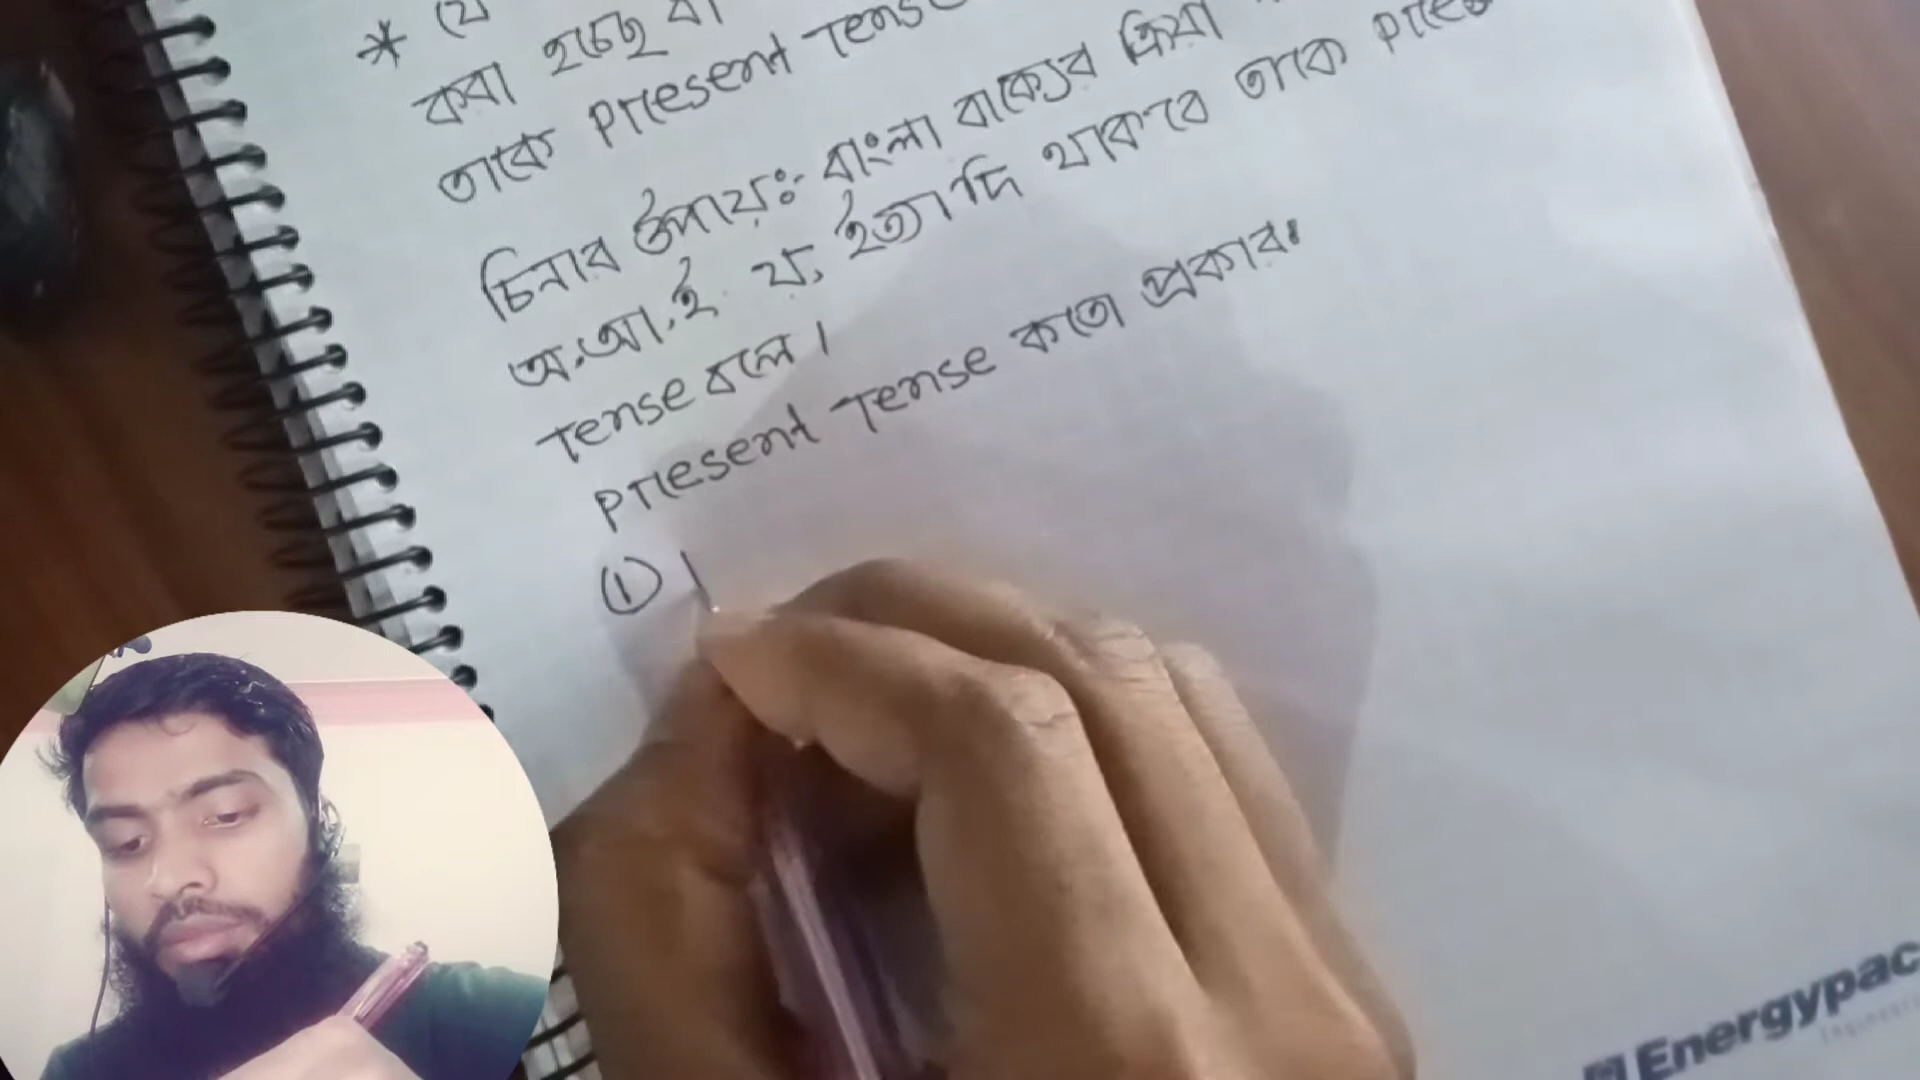 * যে
করা হচ্ছে বা
তাকে Present Tense
চিনার উপায়ঃ- বাংলা বাক্যের ক্রিয়া
অ.আ.ই য়, ইত্যাদি থাকবে তাকে Pres
Tense বলে।
Present Tense কতো প্রকারঃ
①
Energypac